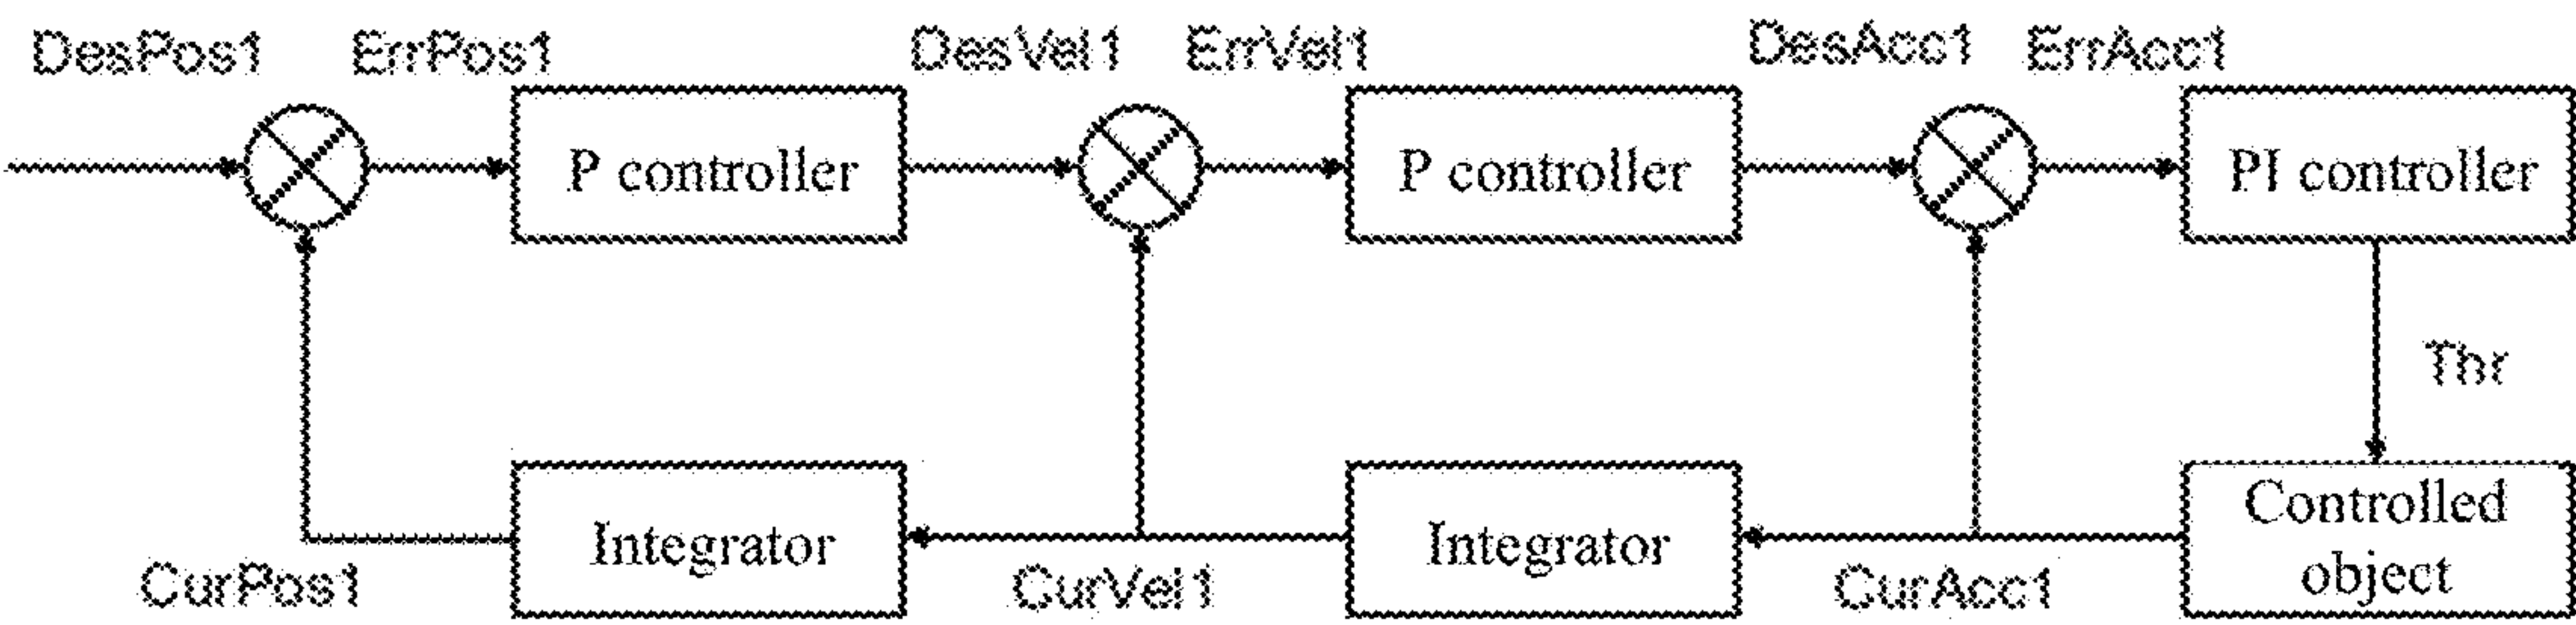 DesPos1 ErrPos1 DesVel1 ErrVel1 DesAcc1 ErrAcc1
P controller P controller PI controller
Thr
Integrator Integrator Controlled
object
CurPos1 CurVel1 CurAcc1